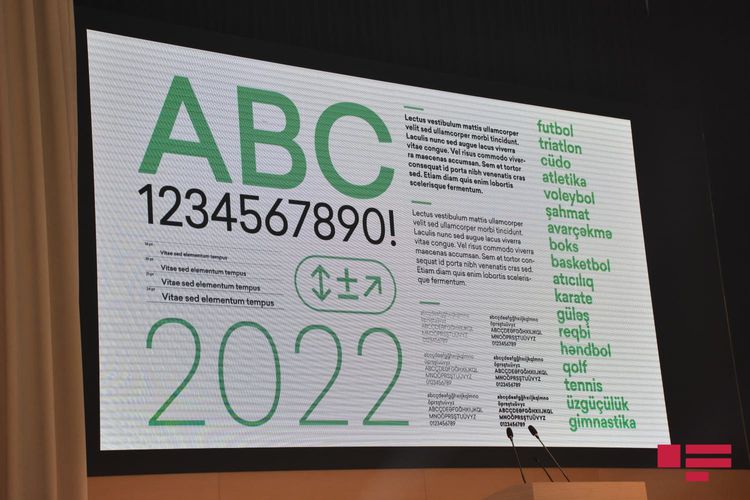 ABC
1234567890!
Vitae sed elementum tempus
Vitae sed elementum tempus
Vitae sed elementum tempus
Vitae sed elementum tempus
2022
Lectus vestibulum mattis ullamcorper
velit sed ullamcorper morbi tincidunt.
Laculis nunc sed augue lacus viverra
vitae congue. Vel risus commodo viver-
ra maecenas accumsan. Sem et tortor
consequat id porta nibh venenatis cras
sed. Etiam diam quis enim lobortis
scelerisque fermentum.
Lectus vestibulum mattis ullamcorper
velit sed ullamcorper morbi tincidunt.
Laculis nunc sed augue lacus viverra
vitae congue. Vel risus commodo viverra
maecenas accumsan. Sem et tortor con-
sequat id porta nibh venenatis cras sed.
Etiam diam quis enim lobortis sceleris-
que fermentum.
futbol
triatlon
cüdo
atletika
voleybol
şahmat
avarçəkmə
boks
basketbol
atıcılıq
karate
güləş
reqbi
həndbol
qolf
tennis
üzgüçülük
gimnastika